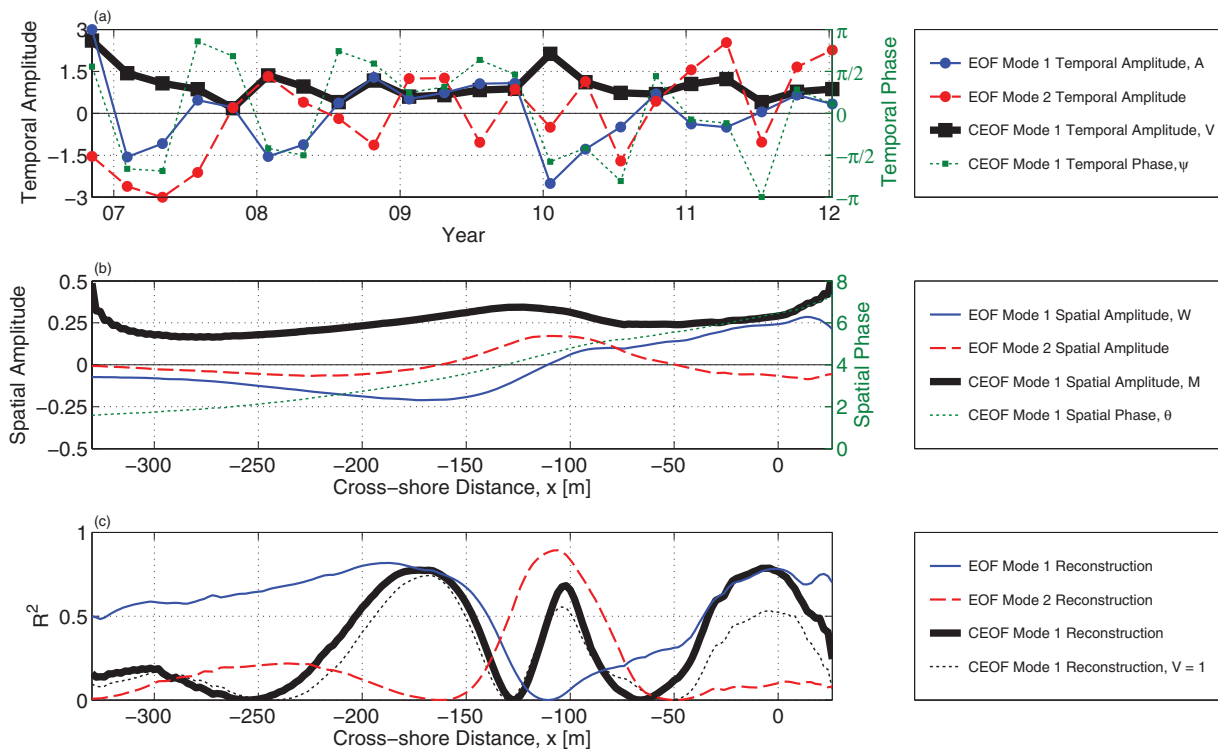 (a)
3
1.5
0
−1.5
−3
Temporal Amplitude
π
π/2
0
−π/2
−π
Temporal Phase
07 08 09 10 11 12
Year
EOF Mode 1 Temporal Amplitude, A
EOF Mode 2 Temporal Amplitude
CEOF Mode 1 Temporal Amplitude, V
CEOF Mode 1 Temporal Phase, ψ
(b)
0.5
0.25
0
−0.25
−0.5
Spatial Amplitude
8
6
4
2
0
Spatial Phase
−300 −250 −200 −150 −100 −50 0
Cross−shore Distance, x [m]
EOF Mode 1 Spatial Amplitude, W
EOF Mode 2 Spatial Amplitude
CEOF Mode 1 Spatial Amplitude, M
CEOF Mode 1 Spatial Phase, θ
(c)
1
0.5
0
R²
−300 −250 −200 −150 −100 −50 0
Cross−shore Distance, x [m]
EOF Mode 1 Reconstruction
EOF Mode 2 Reconstruction
CEOF Mode 1 Reconstruction
CEOF Mode 1 Reconstruction, V = 1